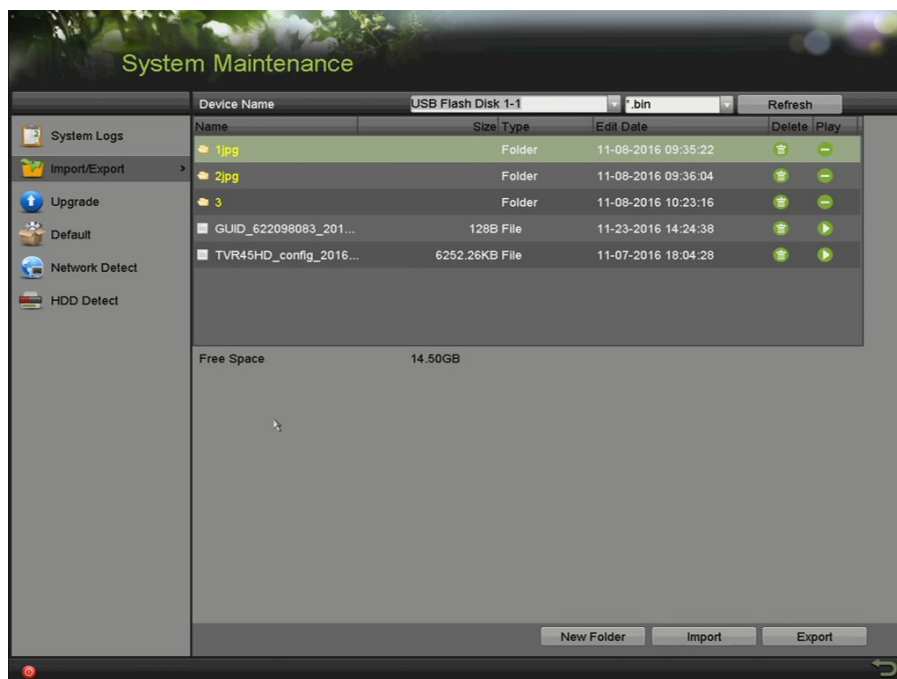 System Maintenance
Device Name USB Flash Disk 1-1 *.bin Refresh
Name Size Type Edit Date Delete Play
1jpg Folder 11-08-2016 09:35:22
2jpg Folder 11-08-2016 09:36:04
3 Folder 11-08-2016 10:23:16
GUID_622098083_201... 128B File 11-23-2016 14:24:38
TVR45HD_config_2016... 6252.26KB File 11-07-2016 18:04:28
Free Space 14.50GB
System Logs
Import/Export >
Upgrade
Default
Network Detect
HDD Detect
New Folder Import Export